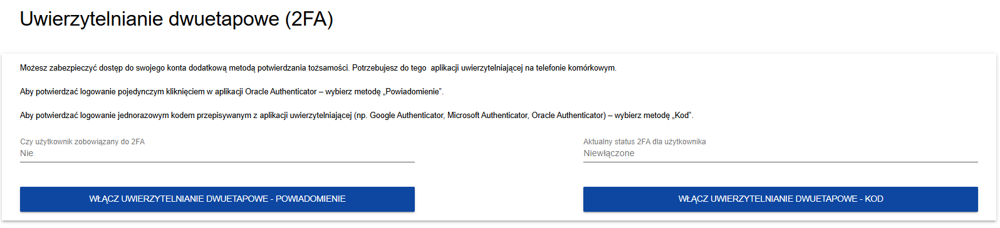 Uwierzytelnianie dwuetapowe (2FA)
Możesz zabezpieczyć dostęp do swojego konta dodatkową metodą potwierdzania tożsamości. Potrzebujesz do tego  aplikacji uwierzytelniającej na telefonie komórkowym.
Aby potwierdzać logowanie pojedynczym kliknięciem w aplikacji Oracle Authenticator – wybierz metodę „Powiadomienie”.
Aby potwierdzać logowanie jednorazowym kodem przepisywanym z aplikacji uwierzytelniającej (np. Google Authenticator, Microsoft Authenticator, Oracle Authenticator) – wybierz metodę „Kod”.
Czy użytkownik zobowiązany do 2FA
Nie
Aktualny status 2FA dla użytkownika
Niewłączone
WŁĄCZ UWIERZYTELNIANIE DWUETAPOWE - POWIADOMIENIE
WŁĄCZ UWIERZYTELNIANIE DWUETAPOWE - KOD